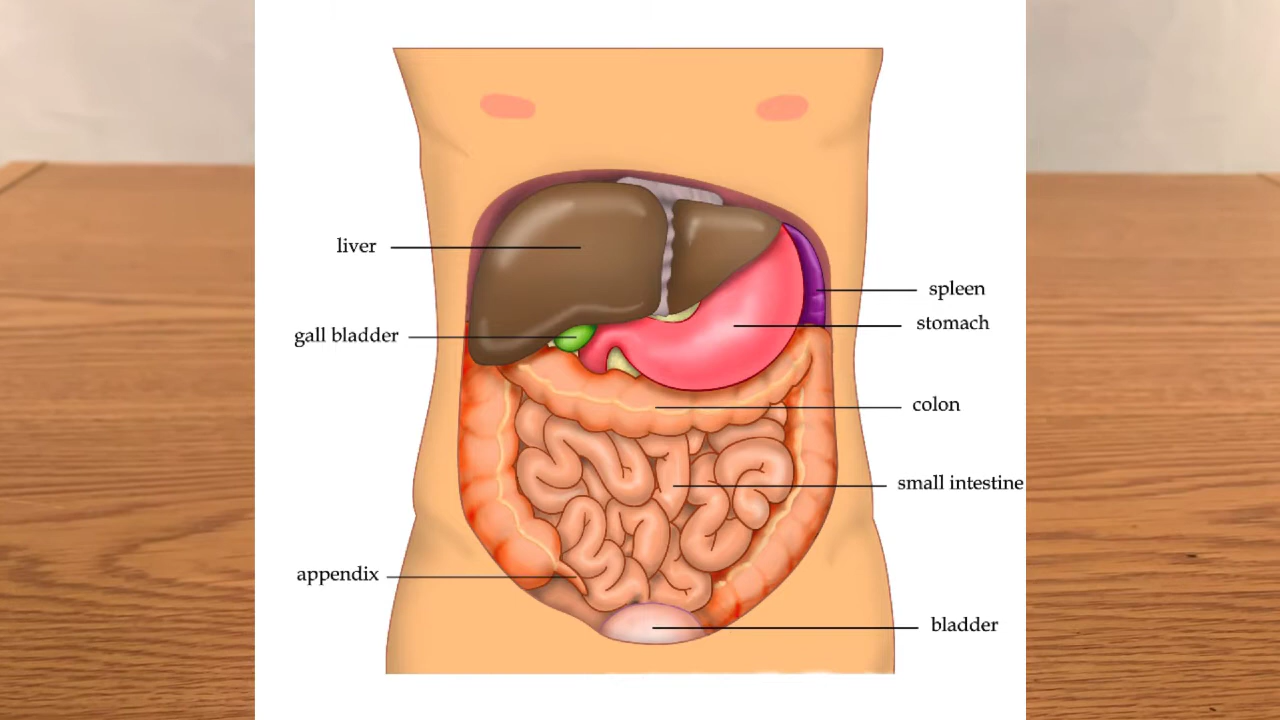 liver
spleen
stomach
gall bladder
colon
small intestine
appendix
bladder